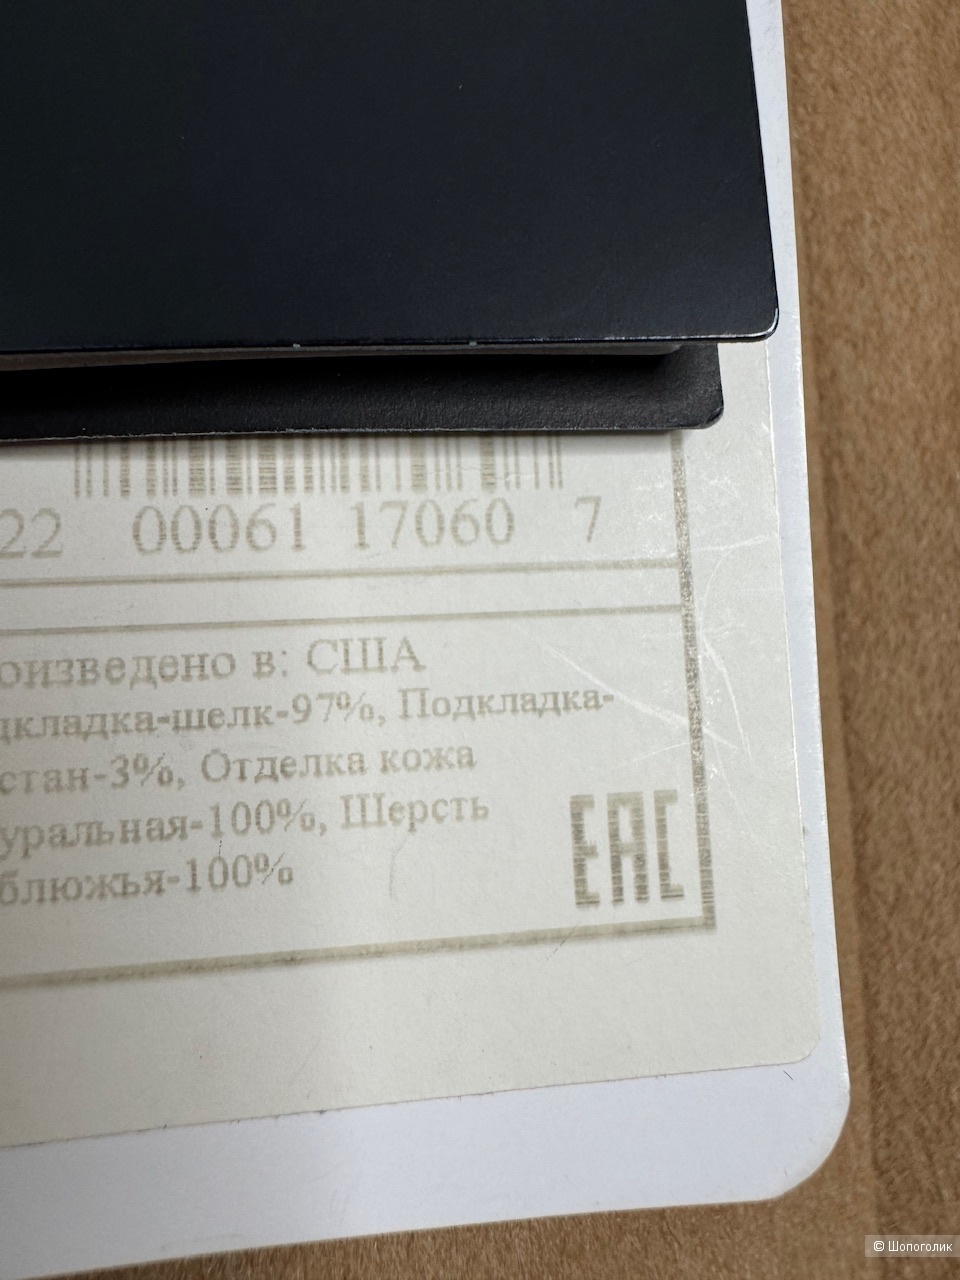 22 00061 17060 7
оизведено в: США
дкладка-шелк-97%, Подкладка-
стан-3%, Отделка кожа
уральная-100%, Шерсть
блюжья-100%
EAC
© Шопоголик